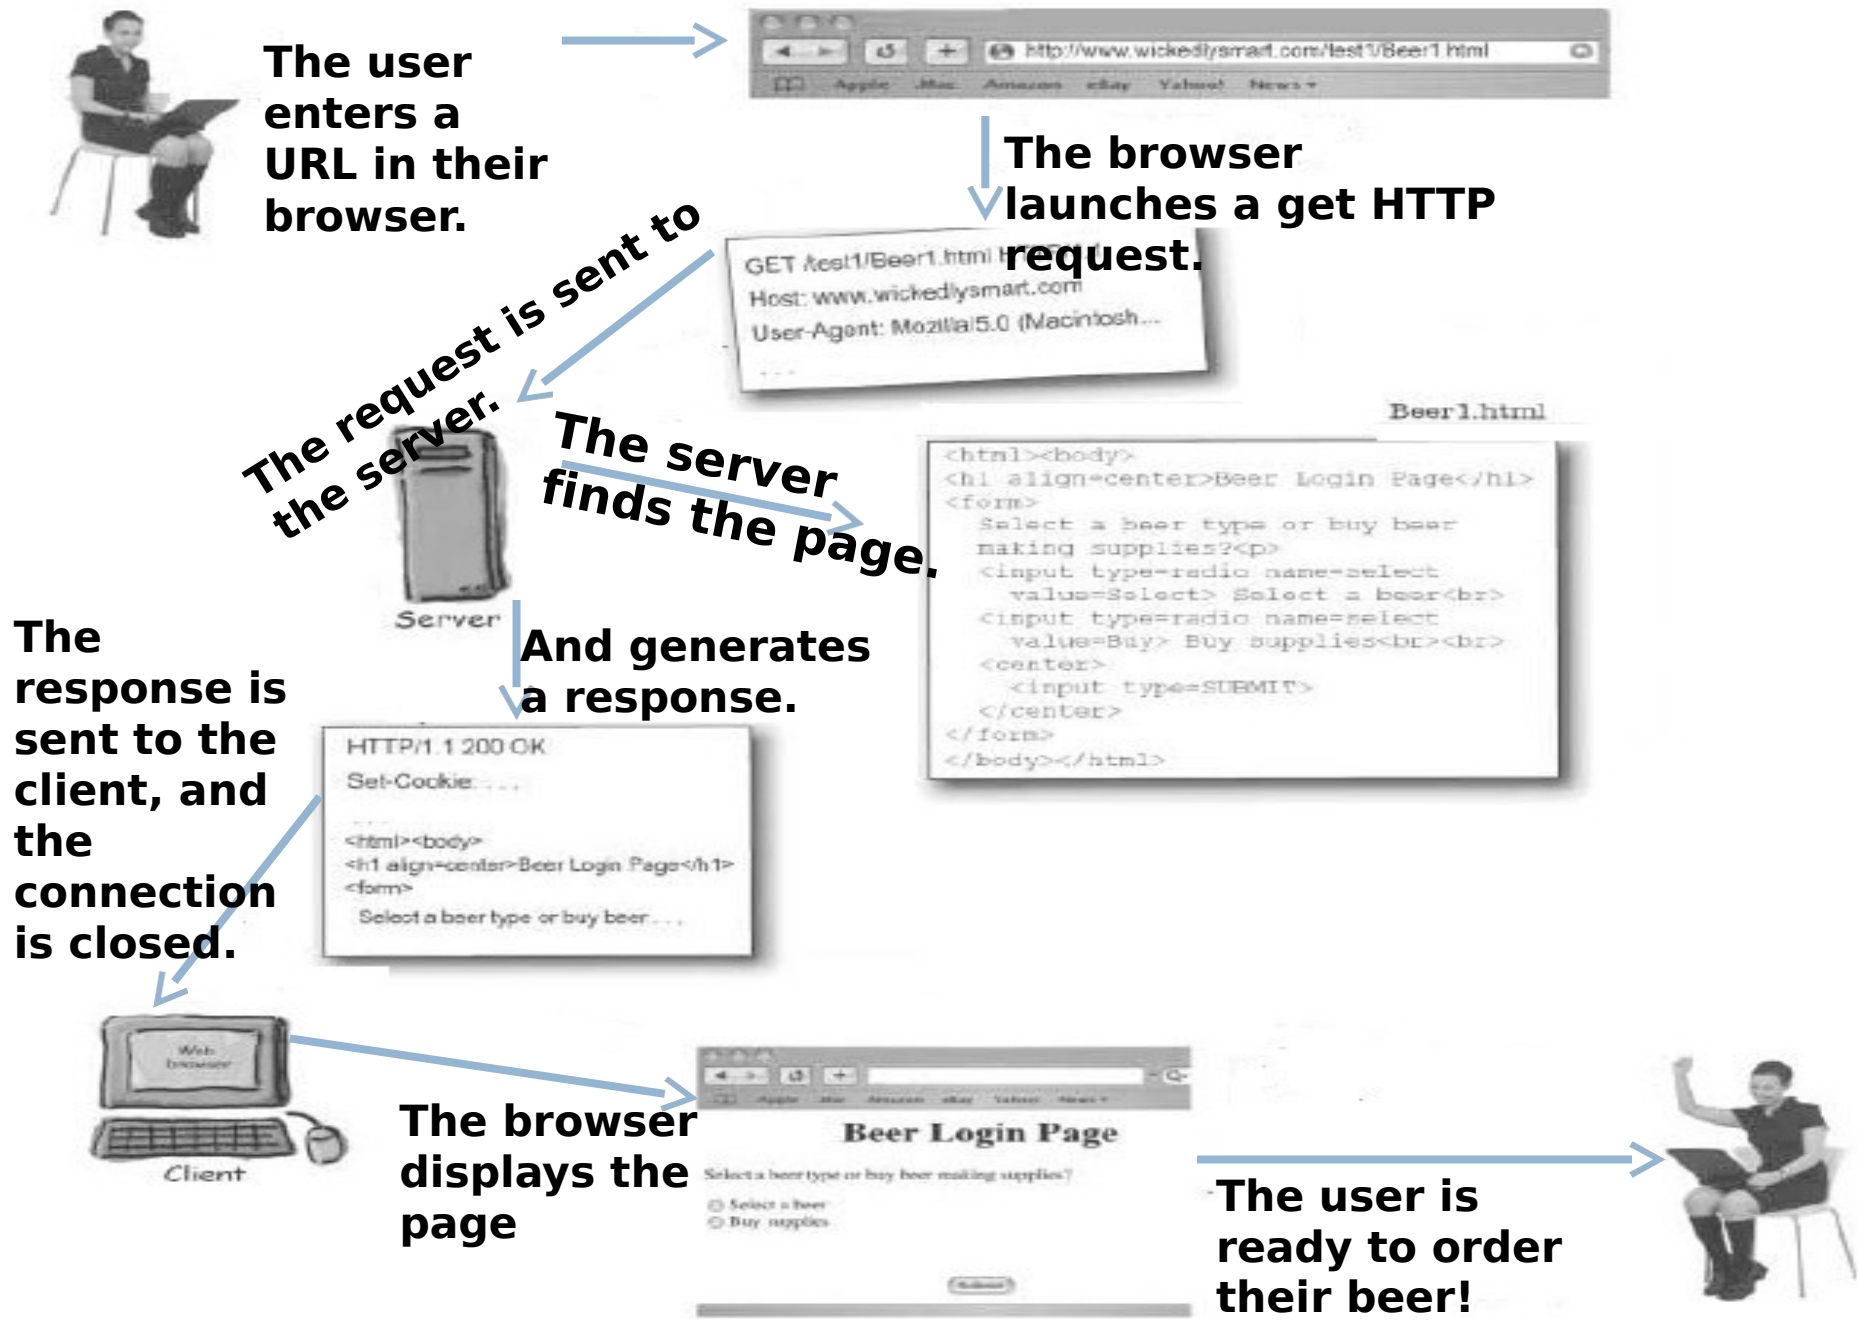 The user
enters a
URL in their
browser.
http://www.wickedlysmart.com/test1/Beer1.html
Apple .Mac Amazon eBay Yahoo! News
The browser
launches a get HTTP
request.
GET /test1/Beer1.html
Host: www.wickedlysmart.com
User-Agent: Mozilla/5.0 (Macintosh...
. . .
The request is sent to
the server.
Server
The server
finds the page.
Beer1.html
<html><body>
<h1 align=center>Beer Login Page</h1>
<form>
Select a beer type or buy beer
making supplies?<p>
<input type=radio name=select
value=Select> Select a beer<br>
<input type=radio name=select
value=Buy> Buy supplies<br><br>
<center>
<input type=SUBMIT>
</center>
</form>
</body></html>
And generates
a response.
HTTP/1.1 200 OK
Set-Cookie: . . . .
. . .
<html><body>
<h1 align=center>Beer Login Page</h1>
<form>
Select a beer type or buy beer . . .
The
response is
sent to the
client, and
the
connection
is closed.
Web
browser
Client
The browser
displays the
page
Apple .Mac Amazon eBay Yahoo! News
Beer Login Page
Select a beer type or buy beer making supplies?
Select a beer
Buy supplies
Submit
The user is
ready to order
their beer!